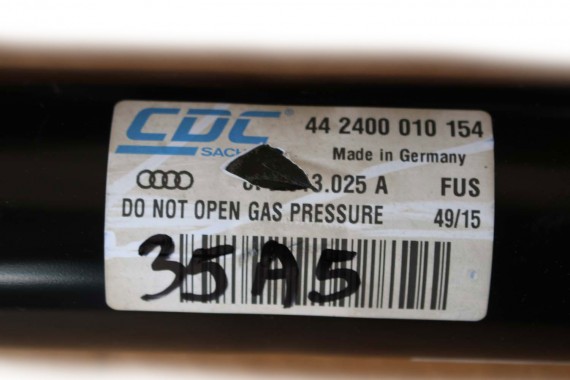 CDC 44 2400 010 154
Made in Germany
3.025 A FUS
DO NOT OPEN GAS PRESSURE 49/15
35A5